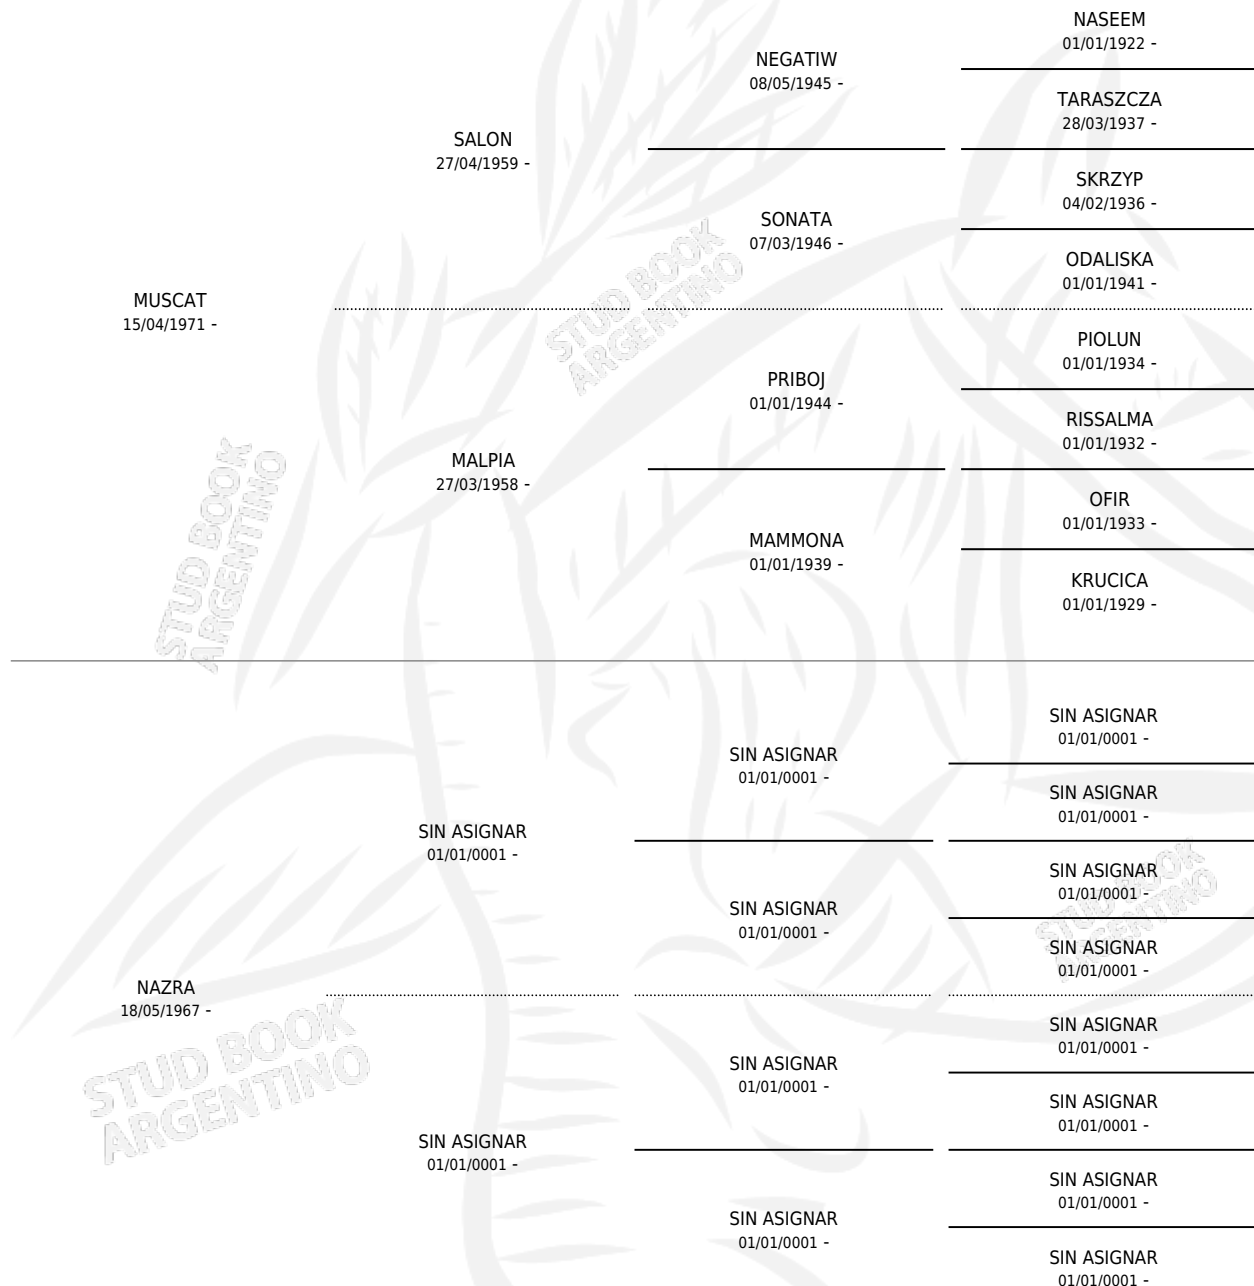 NASEEM
01/01/1922 -
NEGATIW
08/05/1945 -
TARASZCZA
28/03/1937 -
SALON
27/04/1959 -
SKRZYP
04/02/1936 -
SONATA
07/03/1946 -
ODALISKA
01/01/1941 -
MUSCAT
15/04/1971 -
PIOLUN
01/01/1934 -
PRIBOJ
01/01/1944 -
RISSALMA
01/01/1932 -
MALPIA
27/03/1958 -
OFIR
01/01/1933 -
MAMMONA
01/01/1939 -
KRUCICA
01/01/1929 -
SIN ASIGNAR
01/01/0001 -
SIN ASIGNAR
01/01/0001 -
SIN ASIGNAR
01/01/0001 -
SIN ASIGNAR
01/01/0001 -
SIN ASIGNAR
01/01/0001 -
SIN ASIGNAR
01/01/0001 -
SIN ASIGNAR
01/01/0001 -
NAZRA
18/05/1967 -
SIN ASIGNAR
01/01/0001 -
SIN ASIGNAR
01/01/0001 -
SIN ASIGNAR
01/01/0001 -
SIN ASIGNAR
01/01/0001 -
SIN ASIGNAR
01/01/0001 -
SIN ASIGNAR
01/01/0001 -
SIN ASIGNAR
01/01/0001 -
STUD BOOK
ARGENTINO
STUD BOOK
ARGENTINO
STUD BOOK
ARGENTINO
STUD BOOK
ARGENTINO